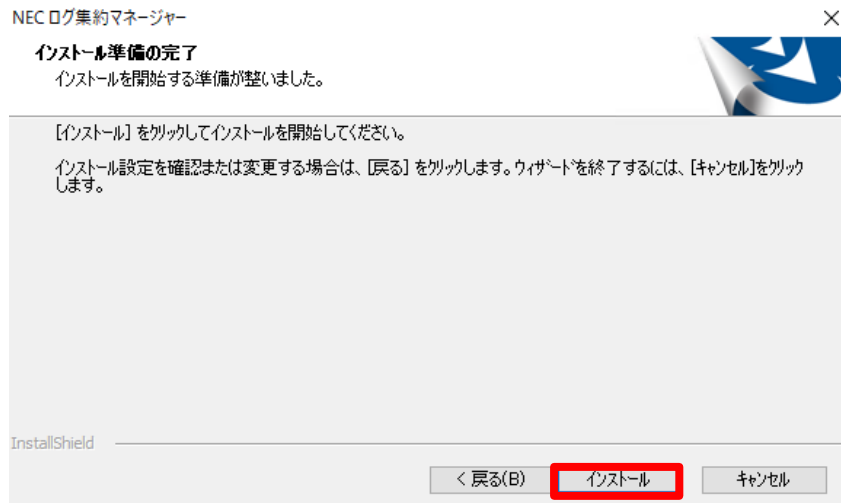 NEC ログ集約マネージャー
インストール準備の完了
インストールを開始する準備が整いました。
[インストール] をクリックしてインストールを開始してください。
インストール設定を確認または変更する場合は、[戻る] をクリックします。ウィザードを終了するには、[キャンセル]をクリック
します。
InstallShield
< 戻る(B)
インストール
キャンセル